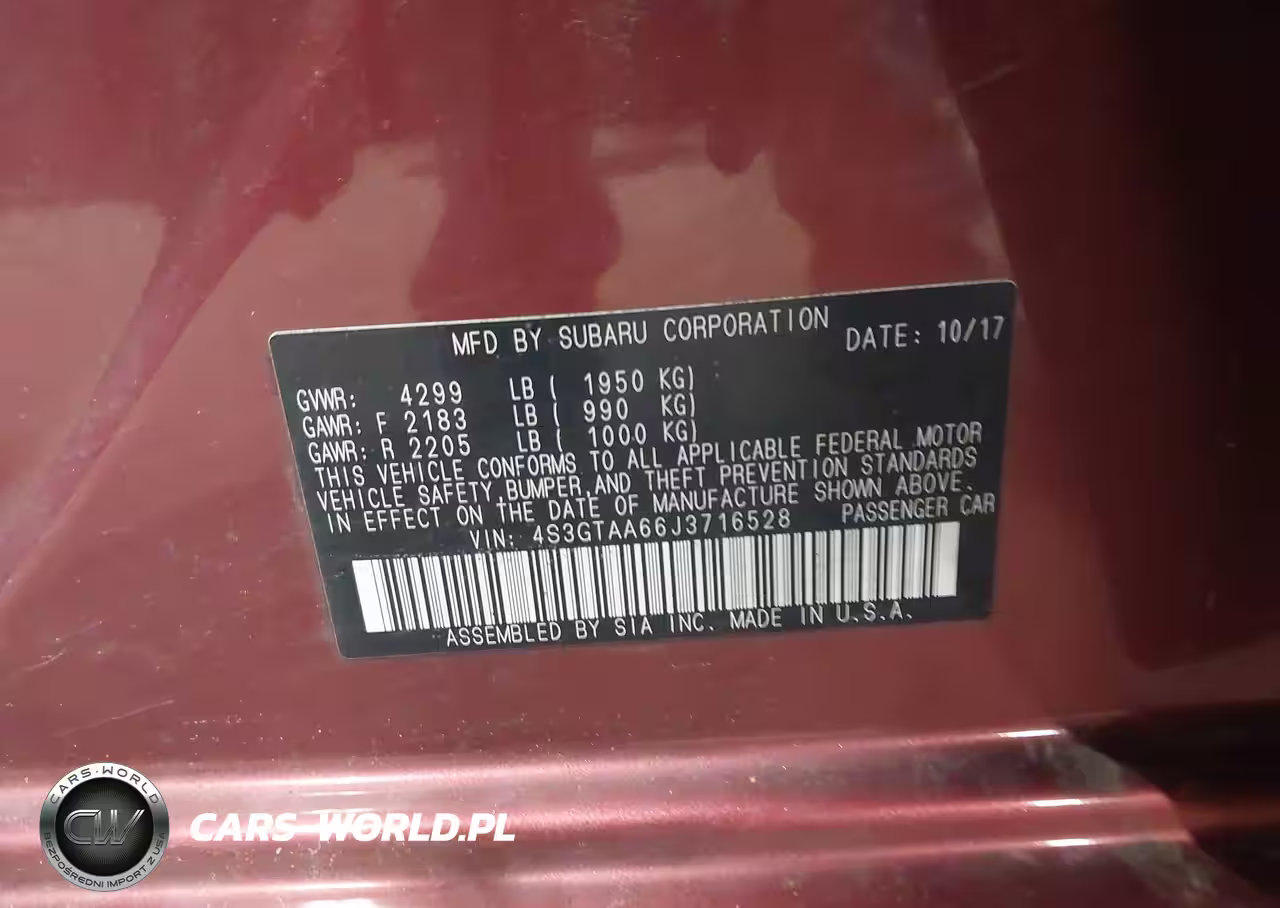 MFD BY SUBARU CORPORATION DATE: 10/17
GVWR: 4299 LB ( 1950 KG)
GAWR: F 2183 LB ( 990 KG)
GAWR: R 2205 LB ( 1000 KG)
THIS VEHICLE CONFORMS TO ALL APPLICABLE FEDERAL MOTOR
VEHICLE SAFETY, BUMPER, AND THEFT PREVENTION STANDARDS
IN EFFECT ON THE DATE OF MANUFACTURE SHOWN ABOVE.
VIN: 4S3GTAA66J3716528 PASSENGER CAR
ASSEMBLED BY SIA INC. MADE IN U.S.A.
CARS-WORLD
CW
BEZPOŚREDNI IMPORT Z USA
CARS-WORLD.PL